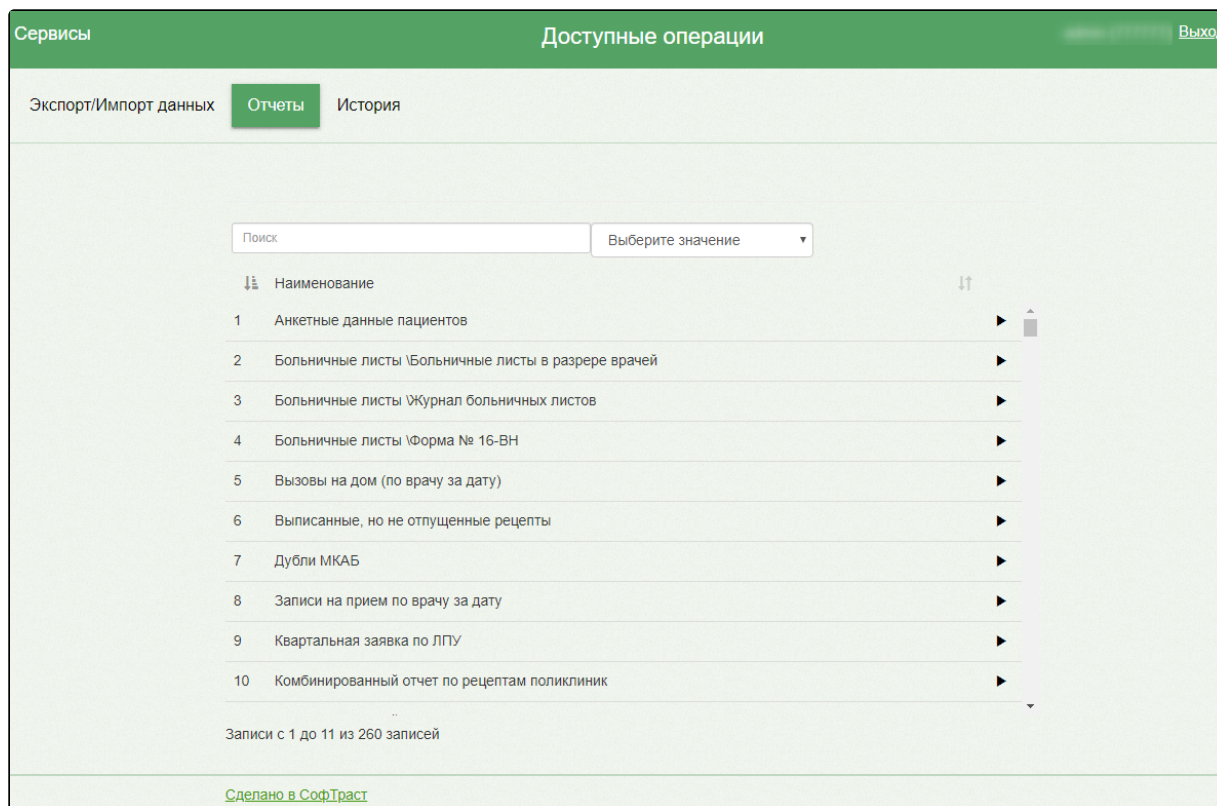 Сервисы Доступные операции
Экспорт/Импорт данных Отчеты История
Поиск Выберите значение
Наименование
1 Анкетные данные пациентов
2 Больничные листы \Больничные листы в разрере врачей
3 Больничные листы \Журнал больничных листов
4 Больничные листы \Форма № 16-ВН
5 Вызовы на дом (по врачу за дату)
6 Выписанные, но не отпущенные рецепты
7 Дубли МКАБ
8 Записи на прием по врачу за дату
9 Квартальная заявка по ЛПУ
10 Комбинированный отчет по рецептам поликлиник
Записи с 1 до 11 из 260 записей
Сделано в СофТраст